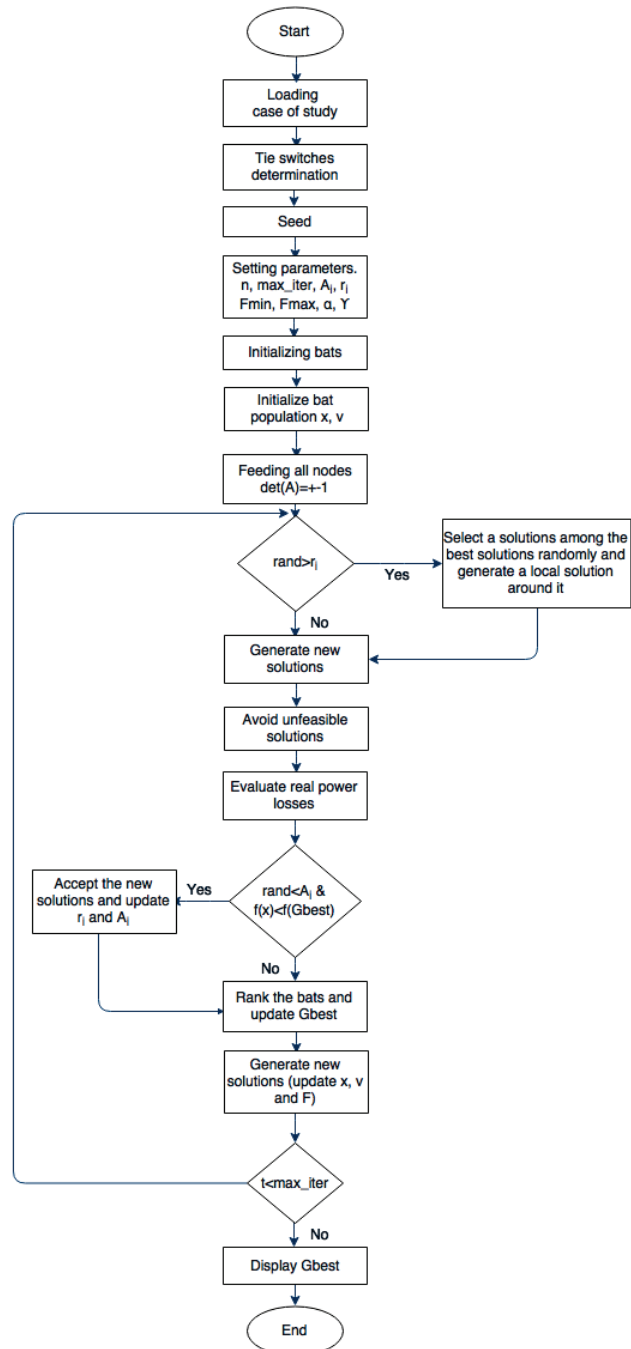 Start
Loading
case of study
Tie switches
determination
Seed
Setting parameters.
n, max_iter, Aᵢ, rᵢ
Fmin, Fmax, α, ϒ
Initializing bats
Initialize bat
population x, v
Feeding all nodes
det(A)=+-1
rand>rᵢ
Yes
Select a solutions among the
best solutions randomly and
generate a local solution
around it
No
Generate new
solutions
Avoid unfeasible
solutions
Evaluate real power
losses
rand<Aᵢ &
f(x)<f(Gbest)
Yes
Accept the new
solutions and update
rᵢ and Aᵢ
No
Rank the bats and
update Gbest
Generate new
solutions (update x, v
and F)
t<max_iter
No
Display Gbest
End